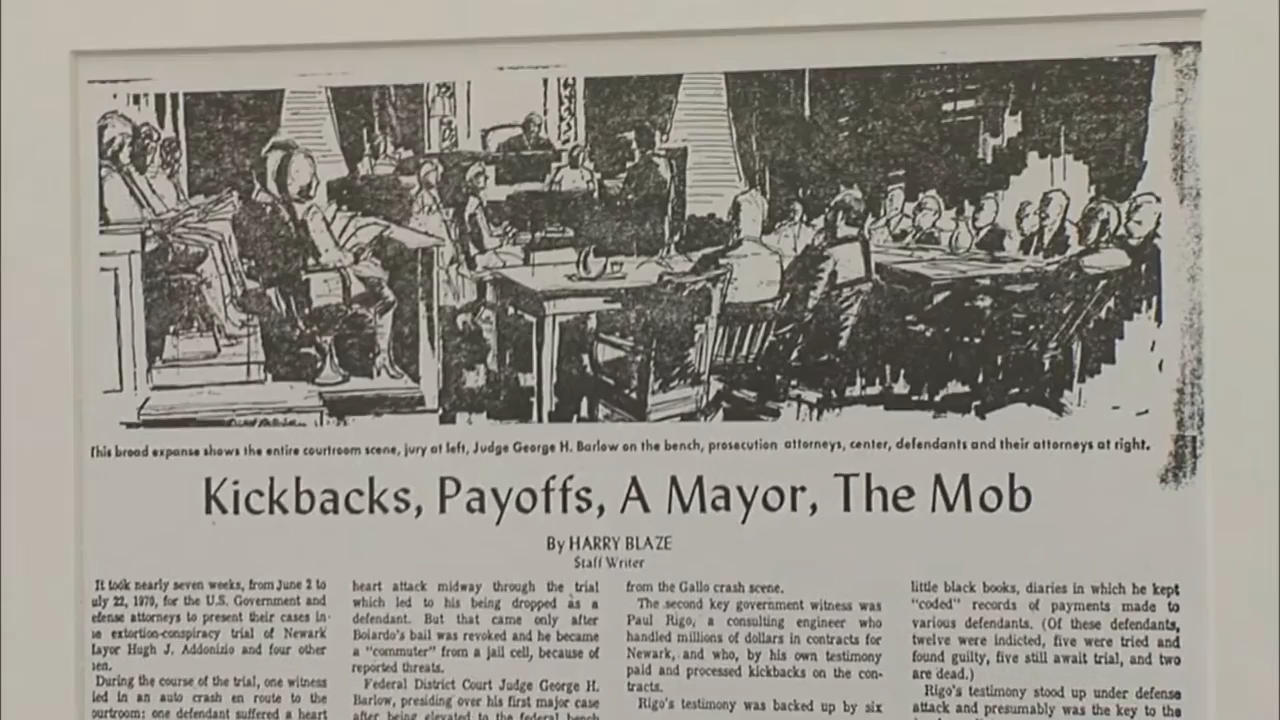 This broad expanse shows the entire courtroom scene, jury at left, Judge George H. Barlow on the bench, prosecution attorneys, center, defendants and their attorneys at right.
Kickbacks, Payoffs, A Mayor, The Mob
By HARRY BLAZE
Staff Writer
It took nearly seven weeks, from June 2 to
uly 22, 1970, for the U.S. Government and
efense attorneys to present their cases in
se extortion-conspiracy trial of Newark
layor Hugh J. Addonizio and four other
ien.
During the course of the trial, one witness
led in an auto crash en route to the
ourtroom; one defendant suffered a heart
heart attack midway through the trial
which led to his being dropped as a
defendant. But that came only after
Boiardo's bail was revoked and he became
a "commuter" from a jail cell, because of
reported threats.
Federal District Court Judge George H.
Barlow, presiding over his first major case
after being elevated to the federal bench
from the Gallo crash scene.
The second key government witness was
Paul Rigo, a consulting engineer who
handled millions of dollars in contracts for
Newark, and who, by his own testimony
paid and processed kickbacks on the con-
tracts.
Rigo's testimony was backed up by six
little black books, diaries in which he kept
"coded" records of payments made to
various defendants. (Of these defendants,
twelve were indicted, five were tried and
found guilty, five still await trial, and two
are dead.)
Rigo's testimony stood up under defense
attack and presumably was the key to the